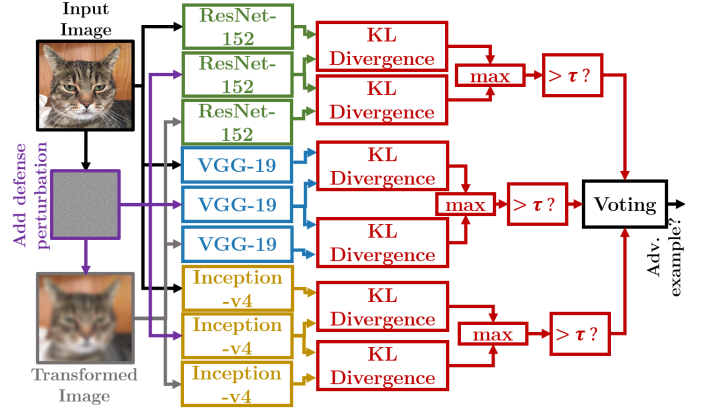 Input
Image
Add defense
perturbation
Transformed
Image
ResNet-
152
ResNet-
152
ResNet-
152
VGG-19
VGG-19
VGG-19
Inception
-v4
Inception
-v4
Inception
-v4
KL
Divergence
KL
Divergence
KL
Divergence
KL
Divergence
KL
Divergence
KL
Divergence
max
max
max
> τ ?
> τ ?
> τ ?
Voting
Adv.
example?